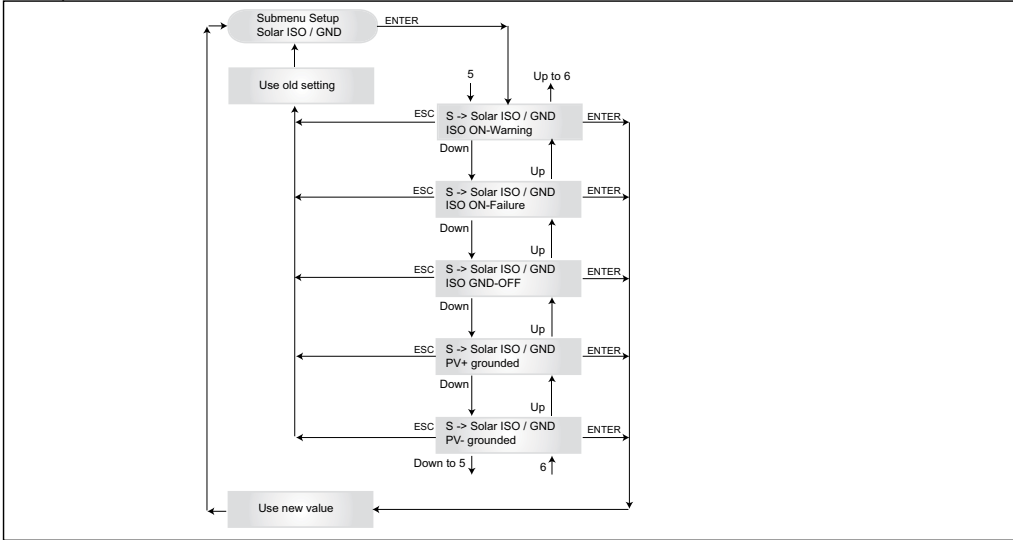 Submenu Setup
Solar ISO / GND
ENTER
Use old setting
5
Up to 6
ESC
S -> Solar ISO / GND
ISO ON-Warning
ENTER
Down
Up
ESC
S -> Solar ISO / GND
ISO ON-Failure
ENTER
Down
Up
ESC
S -> Solar ISO / GND
ISO GND-OFF
ENTER
Down
Up
ESC
S -> Solar ISO / GND
PV+ grounded
ENTER
Down
Up
ESC
S -> Solar ISO / GND
PV- grounded
ENTER
Down to 5
6
Use new value